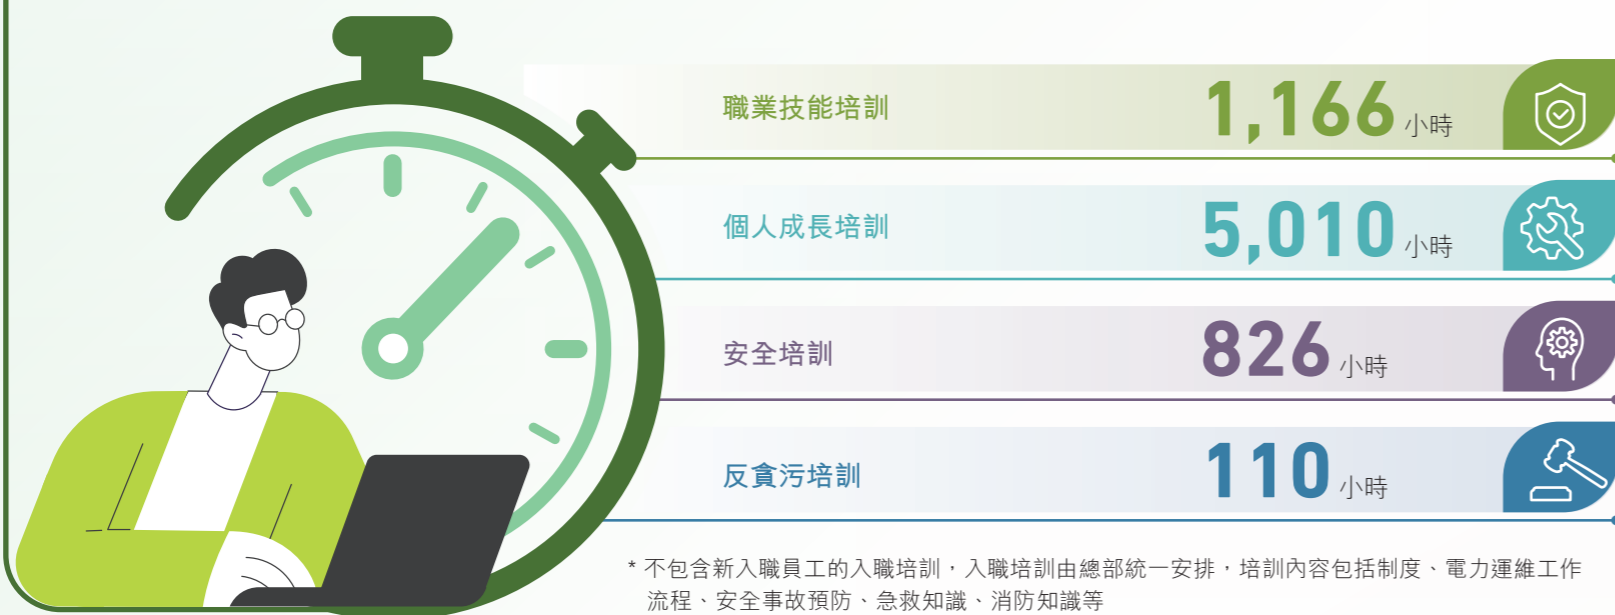 職業技能培訓 1,166 小時
個人成長培訓 5,010 小時
安全培訓 826 小時
反貪污培訓 110 小時
* 不包含新入職員工的入職培訓，入職培訓由總部統一安排，培訓內容包括制度、電力運維工作
流程、安全事故預防、急救知識、消防知識等